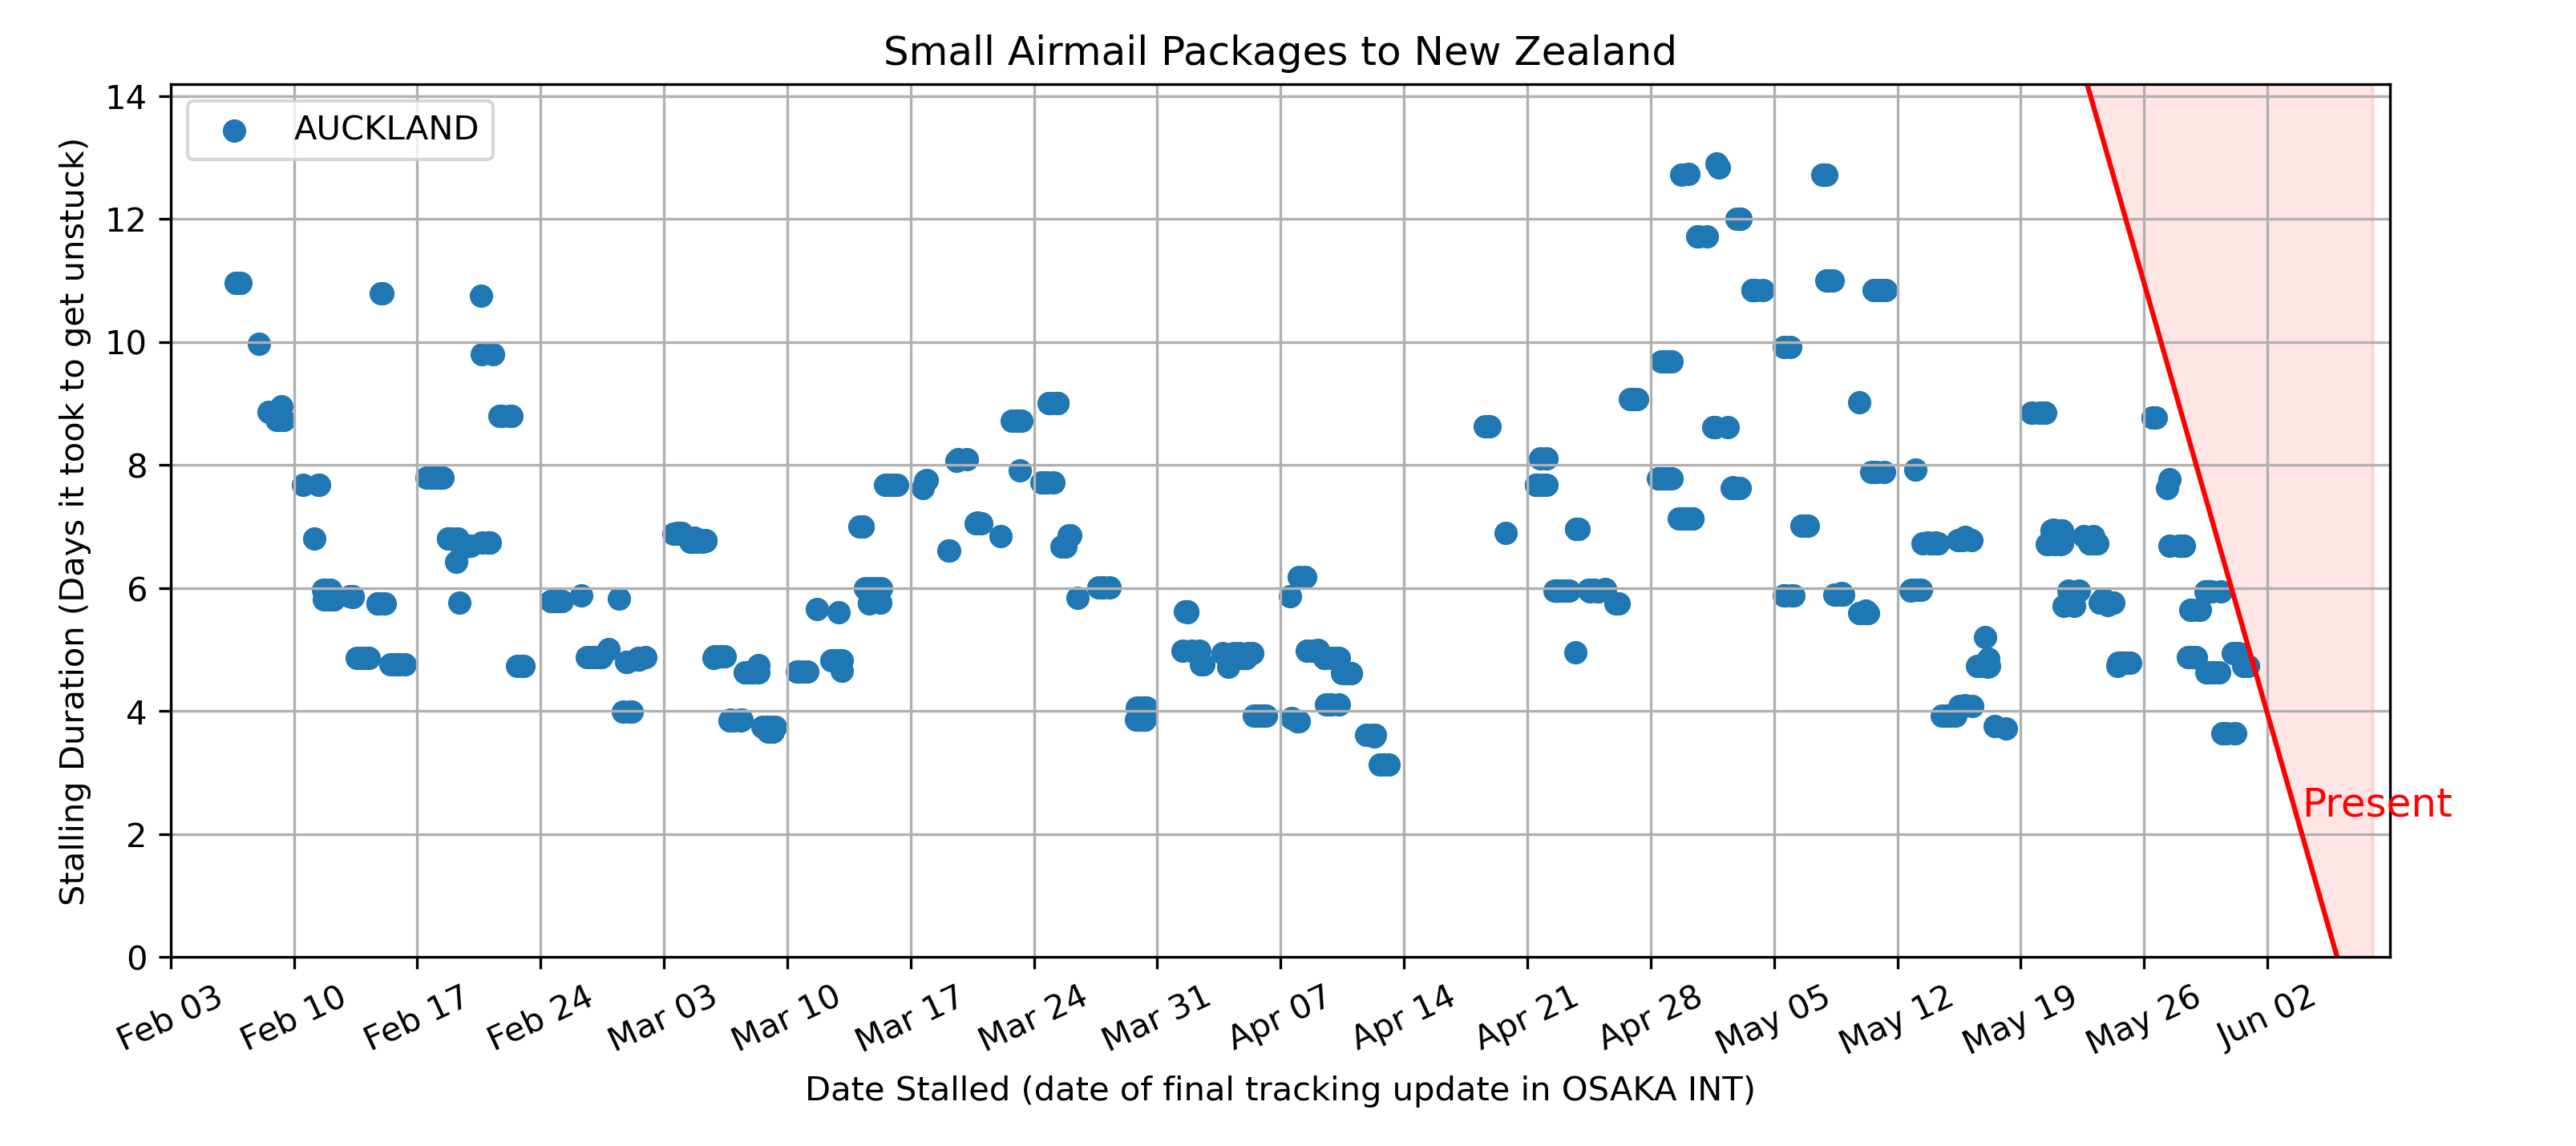 Small Airmail Packages to New Zealand
AUCKLAND
Stalling Duration (Days it took to get unstuck)
14
12
10
8
6
4
2
0
Present
Feb 03 Feb 10 Feb 17 Feb 24 Mar 03 Mar 10 Mar 17 Mar 24 Mar 31 Apr 07 Apr 14 Apr 21 Apr 28 May 05 May 12 May 19 May 26 Jun 02
Date Stalled (date of final tracking update in OSAKA INT)